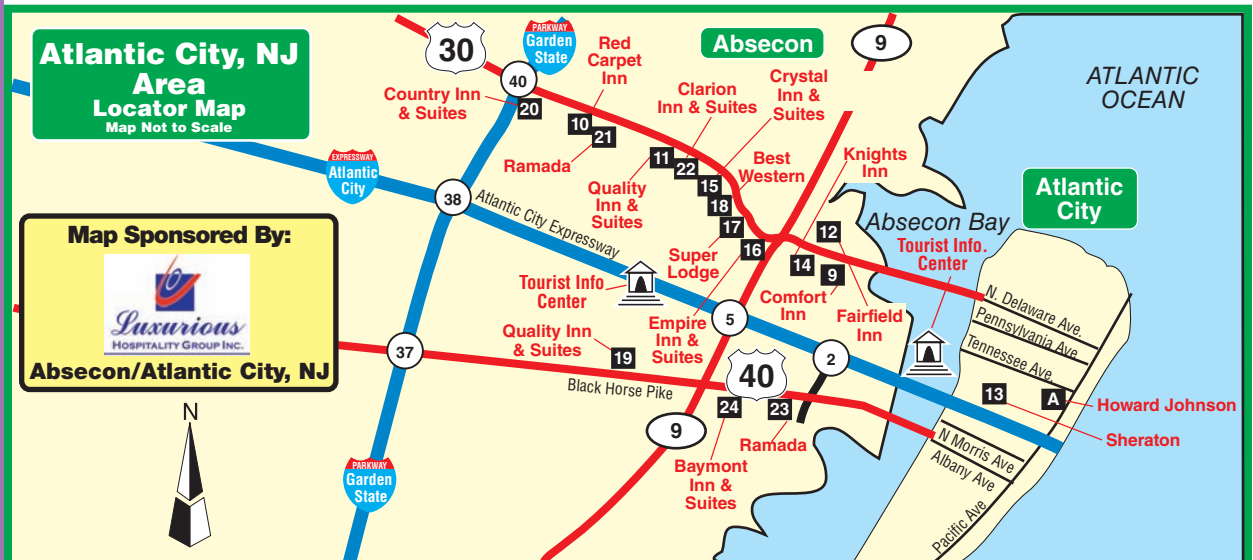 Atlantic City, NJ
Area
Locator Map
Map Not to Scale
30
PARKWAY
Garden
State
40
Red
Carpet
Inn
Absecon
9
ATLANTIC
OCEAN
Country Inn
& Suites
20
10
21
Ramada
Clarion
Inn & Suites
Crystal
Inn &
Suites
11
22
15
18
17
16
Quality
Inn &
Suites
Best
Western
Knights
Inn
EXPRESSWAY
Atlantic
City
38
Atlantic City Expressway
Super
Lodge
12
14
9
Absecon Bay
Tourist Info.
Center
Atlantic
City
Map Sponsored By:
Luxurious
HOSPITALITY GROUP INC.
Absecon/Atlantic City, NJ
Tourist Info
Center
Comfort
Inn
Fairfield
Inn
N. Delaware Ave.
Pennsylvania Ave.
Tennessee Ave.
5
Empire
Inn &
Suites
Quality Inn
& Suites
19
37
Black Horse Pike
40
2
13
A
Howard Johnson
Sheraton
24
23
9
Ramada
Baymont
Inn &
Suites
N Morris Ave
Albany Ave
Pacific Ave
N
PARKWAY
Garden
State